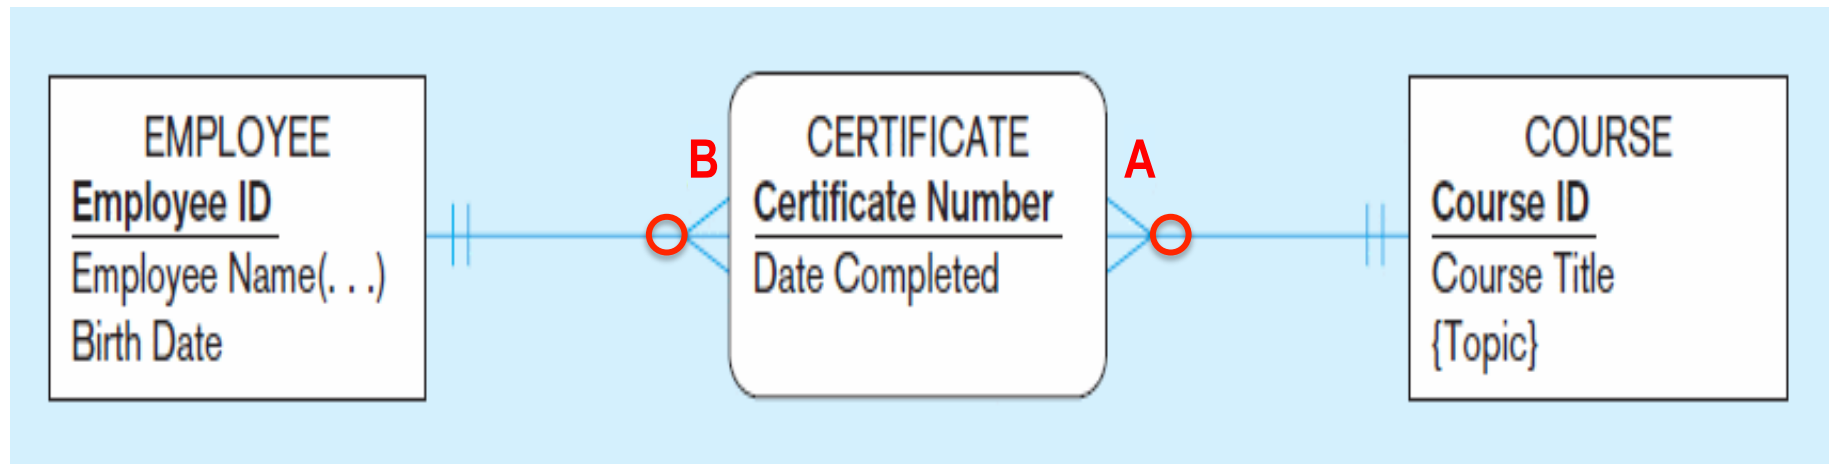 EMPLOYEE
Employee ID
Employee Name(. . .)
Birth Date
B
CERTIFICATE
Certificate Number
Date Completed
A
COURSE
Course ID
Course Title
{Topic}